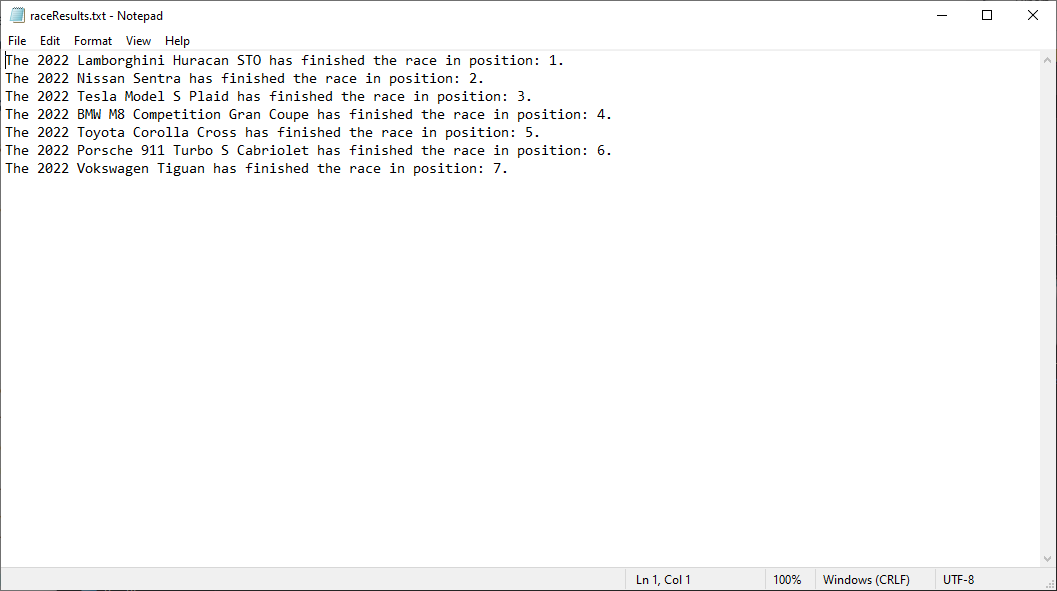 raceResults.txt - Notepad
File Edit Format View Help
The 2022 Lamborghini Huracan STO has finished the race in position: 1.
The 2022 Nissan Sentra has finished the race in position: 2.
The 2022 Tesla Model S Plaid has finished the race in position: 3.
The 2022 BMW M8 Competition Gran Coupe has finished the race in position: 4.
The 2022 Toyota Corolla Cross has finished the race in position: 5.
The 2022 Porsche 911 Turbo S Cabriolet has finished the race in position: 6.
The 2022 Vokswagen Tiguan has finished the race in position: 7.
Ln 1, Col 1 100% Windows (CRLF) UTF-8